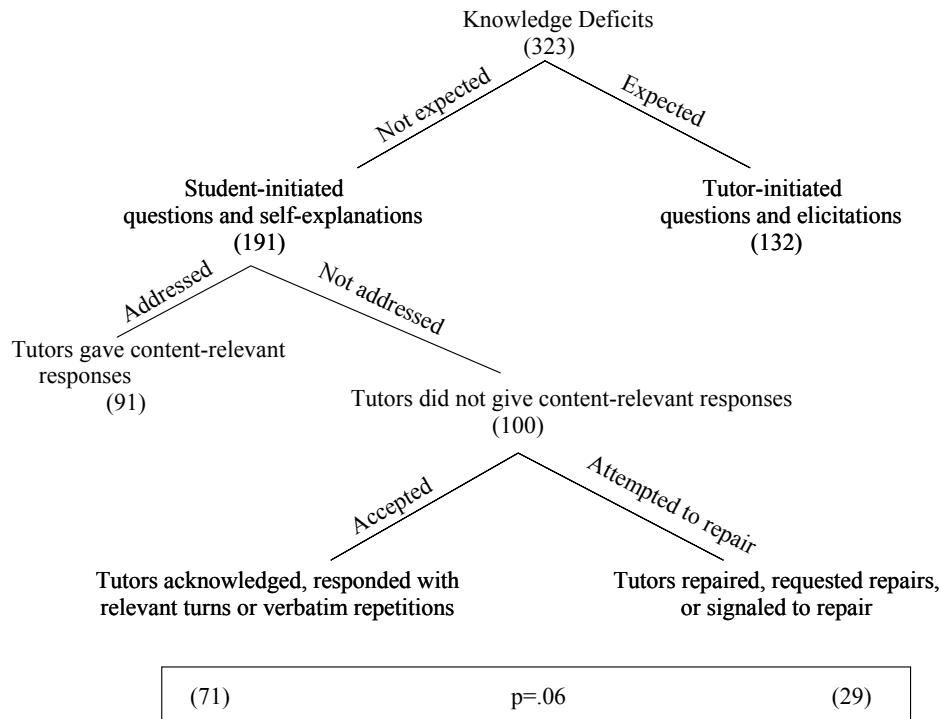 Knowledge Deficits
(323)
Not expected
Expected
Student-initiated
questions and self-explanations
(191)
Tutor-initiated
questions and elicitations
(132)
Addressed
Not addressed
Tutors gave content-relevant
responses
(91)
Tutors did not give content-relevant responses
(100)
Accepted
Attempted to repair
Tutors acknowledged, responded with
relevant turns or verbatim repetitions
Tutors repaired, requested repairs,
or signaled to repair
(71) p=.06 (29)